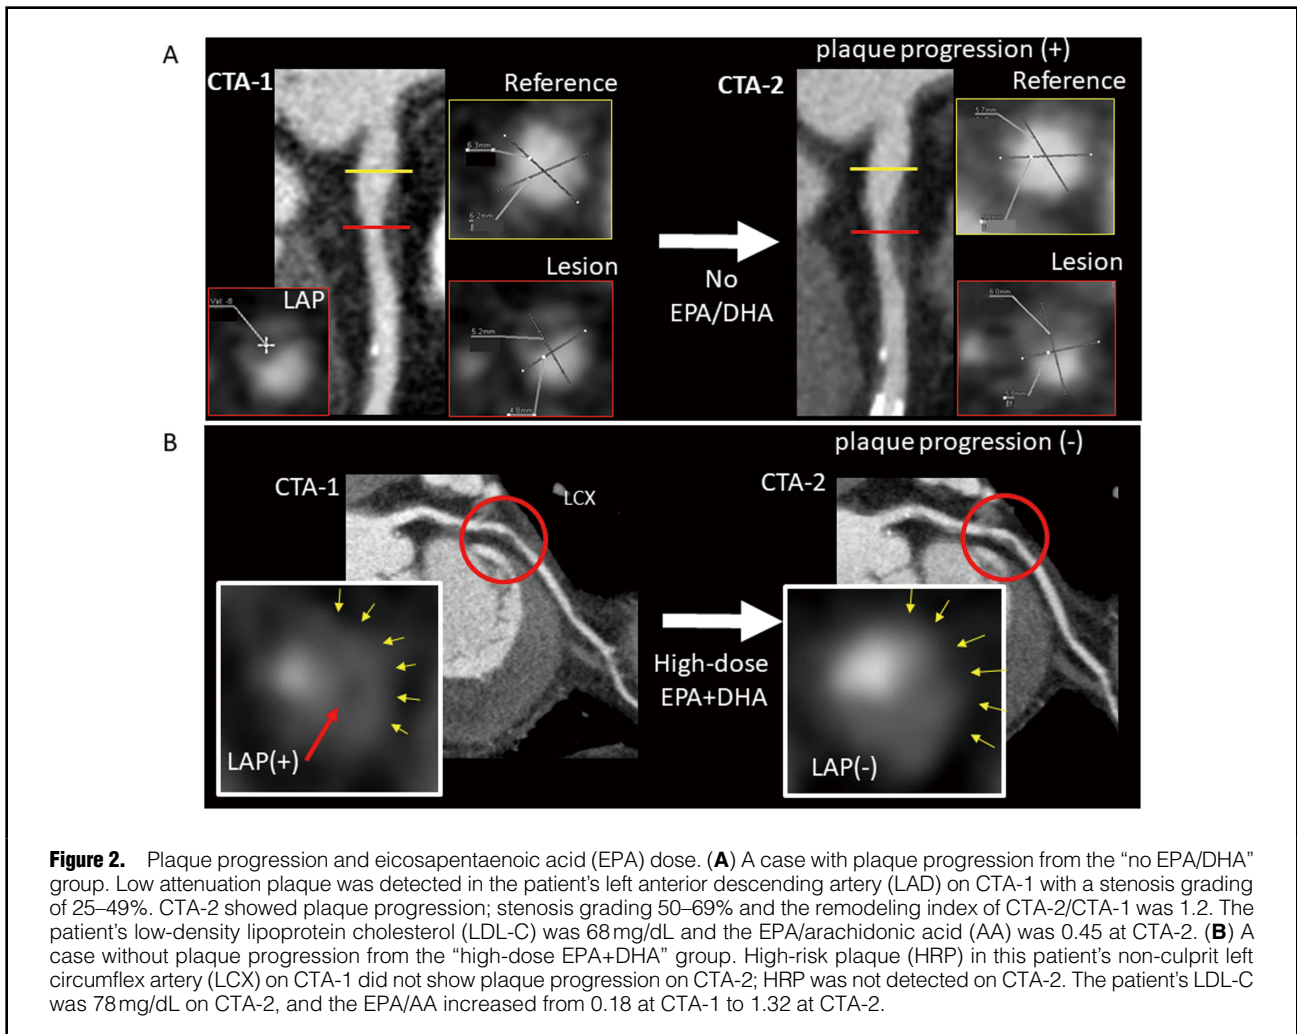 A
plaque progression (+)
CTA-1
Reference
CTA-2
Reference
6.3mm
6.2mm
5.7mm
No
EPA/DHA
Lesion
Lesion
LAP
Val: -8
5.2mm
4.8mm
6.0mm
B
plaque progression (-)
CTA-1
LCX
CTA-2
High-dose
EPA+DHA
LAP(+)
LAP(-)
Figure 2. Plaque progression and eicosapentaenoic acid (EPA) dose. (A) A case with plaque progression from the “no EPA/DHA”
group. Low attenuation plaque was detected in the patient’s left anterior descending artery (LAD) on CTA-1 with a stenosis grading
of 25–49%. CTA-2 showed plaque progression; stenosis grading 50–69% and the remodeling index of CTA-2/CTA-1 was 1.2. The
patient’s low-density lipoprotein cholesterol (LDL-C) was 68 mg/dL and the EPA/arachidonic acid (AA) was 0.45 at CTA-2. (B) A
case without plaque progression from the “high-dose EPA+DHA” group. High-risk plaque (HRP) in this patient’s non-culprit left
circumflex artery (LCX) on CTA-1 did not show plaque progression on CTA-2; HRP was not detected on CTA-2. The patient’s LDL-C
was 78 mg/dL on CTA-2, and the EPA/AA increased from 0.18 at CTA-1 to 1.32 at CTA-2.